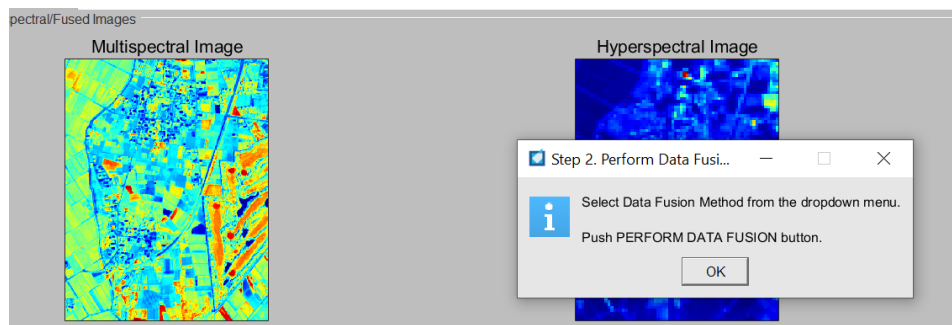 pectral/Fused Images
Multispectral Image
Hyperspectral Image
Step 2. Perform Data Fusi...
Select Data Fusion Method from the dropdown menu.
Push PERFORM DATA FUSION button.
OK